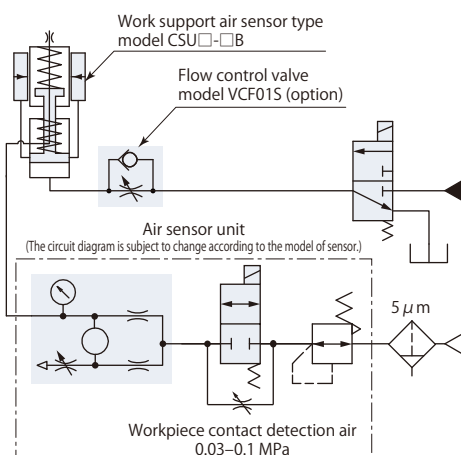 Work support air sensor type
model CSU□-□B
Flow control valve
model VCF01S (option)
Air sensor unit
(The circuit diagram is subject to change according to the model of sensor.)
5 μm
Workpiece contact detection air
0.03–0.1 MPa